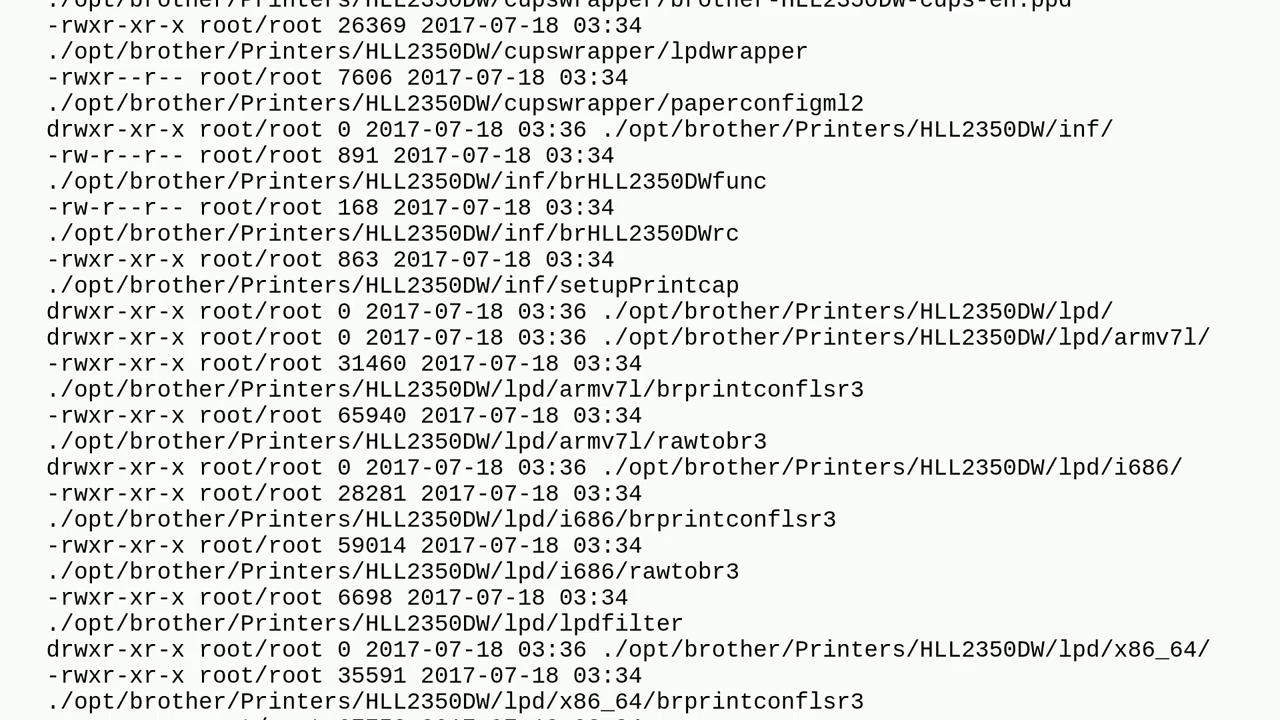 ./opt/brother/Printers/HLL2350DW/cupswrapper/brother-HLL2350DW-cups-en.ppd
-rwxr-xr-x root/root 26369 2017-07-18 03:34
./opt/brother/Printers/HLL2350DW/cupswrapper/lpdwrapper
-rwxr--r-- root/root 7606 2017-07-18 03:34
./opt/brother/Printers/HLL2350DW/cupswrapper/paperconfigml2
drwxr-xr-x root/root 0 2017-07-18 03:36 ./opt/brother/Printers/HLL2350DW/inf/
-rw-r--r-- root/root 891 2017-07-18 03:34
./opt/brother/Printers/HLL2350DW/inf/brHLL2350DWfunc
-rw-r--r-- root/root 168 2017-07-18 03:34
./opt/brother/Printers/HLL2350DW/inf/brHLL2350DWrc
-rwxr-xr-x root/root 863 2017-07-18 03:34
./opt/brother/Printers/HLL2350DW/inf/setupPrintcap
drwxr-xr-x root/root 0 2017-07-18 03:36 ./opt/brother/Printers/HLL2350DW/lpd/
drwxr-xr-x root/root 0 2017-07-18 03:36 ./opt/brother/Printers/HLL2350DW/lpd/armv7l/
-rwxr-xr-x root/root 31460 2017-07-18 03:34
./opt/brother/Printers/HLL2350DW/lpd/armv7l/brprintconflsr3
-rwxr-xr-x root/root 65940 2017-07-18 03:34
./opt/brother/Printers/HLL2350DW/lpd/armv7l/rawtobr3
drwxr-xr-x root/root 0 2017-07-18 03:36 ./opt/brother/Printers/HLL2350DW/lpd/i686/
-rwxr-xr-x root/root 28281 2017-07-18 03:34
./opt/brother/Printers/HLL2350DW/lpd/i686/brprintconflsr3
-rwxr-xr-x root/root 59014 2017-07-18 03:34
./opt/brother/Printers/HLL2350DW/lpd/i686/rawtobr3
-rwxr-xr-x root/root 6698 2017-07-18 03:34
./opt/brother/Printers/HLL2350DW/lpd/lpdfilter
drwxr-xr-x root/root 0 2017-07-18 03:36 ./opt/brother/Printers/HLL2350DW/lpd/x86_64/
-rwxr-xr-x root/root 35591 2017-07-18 03:34
./opt/brother/Printers/HLL2350DW/lpd/x86_64/brprintconflsr3